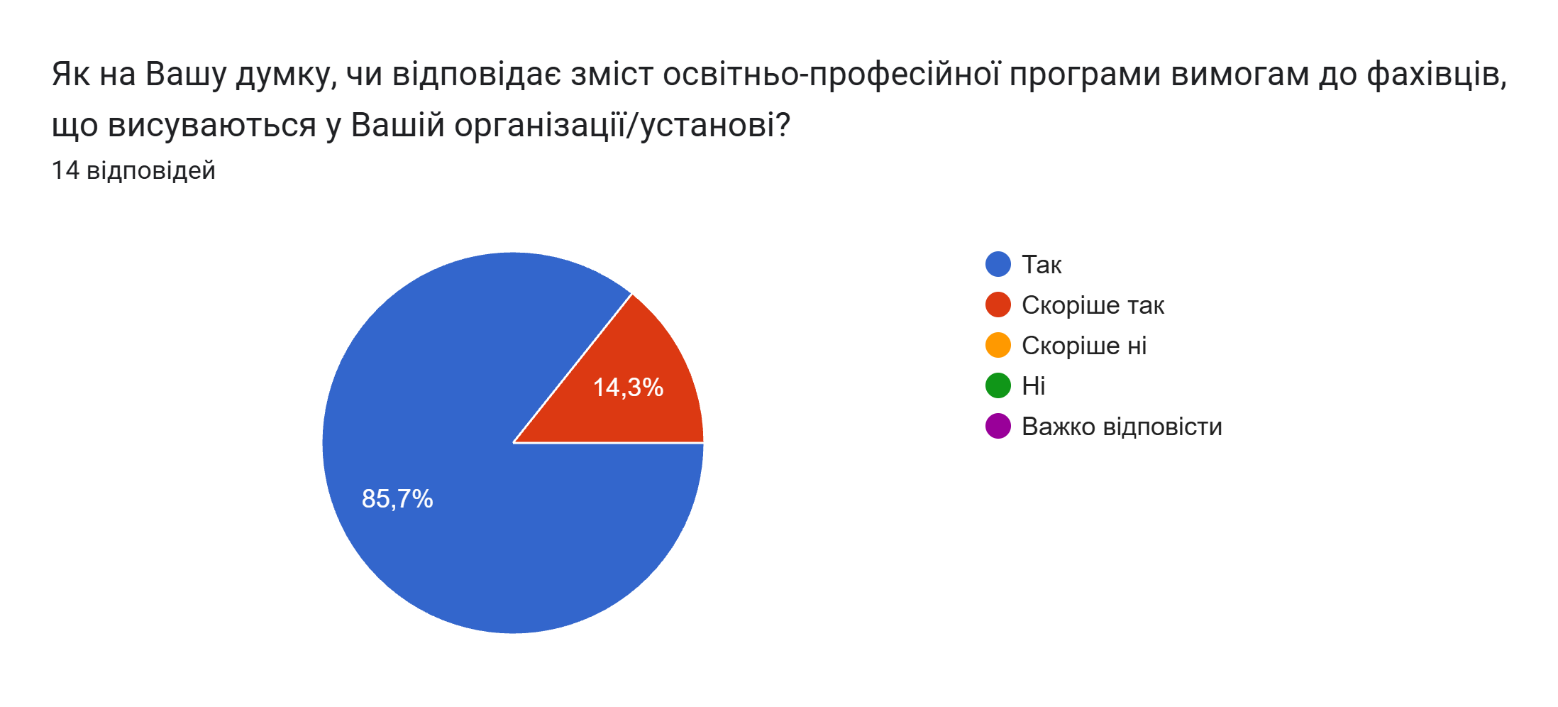 Як на Вашу думку, чи відповідає зміст освітньо-професійної програми вимогам до фахівців,
що висуваються у Вашій організації/установі?
14 відповідей
14,3%
85,7%
Так
Скоріше так
Скоріше ні
Ні
Важко відповісти